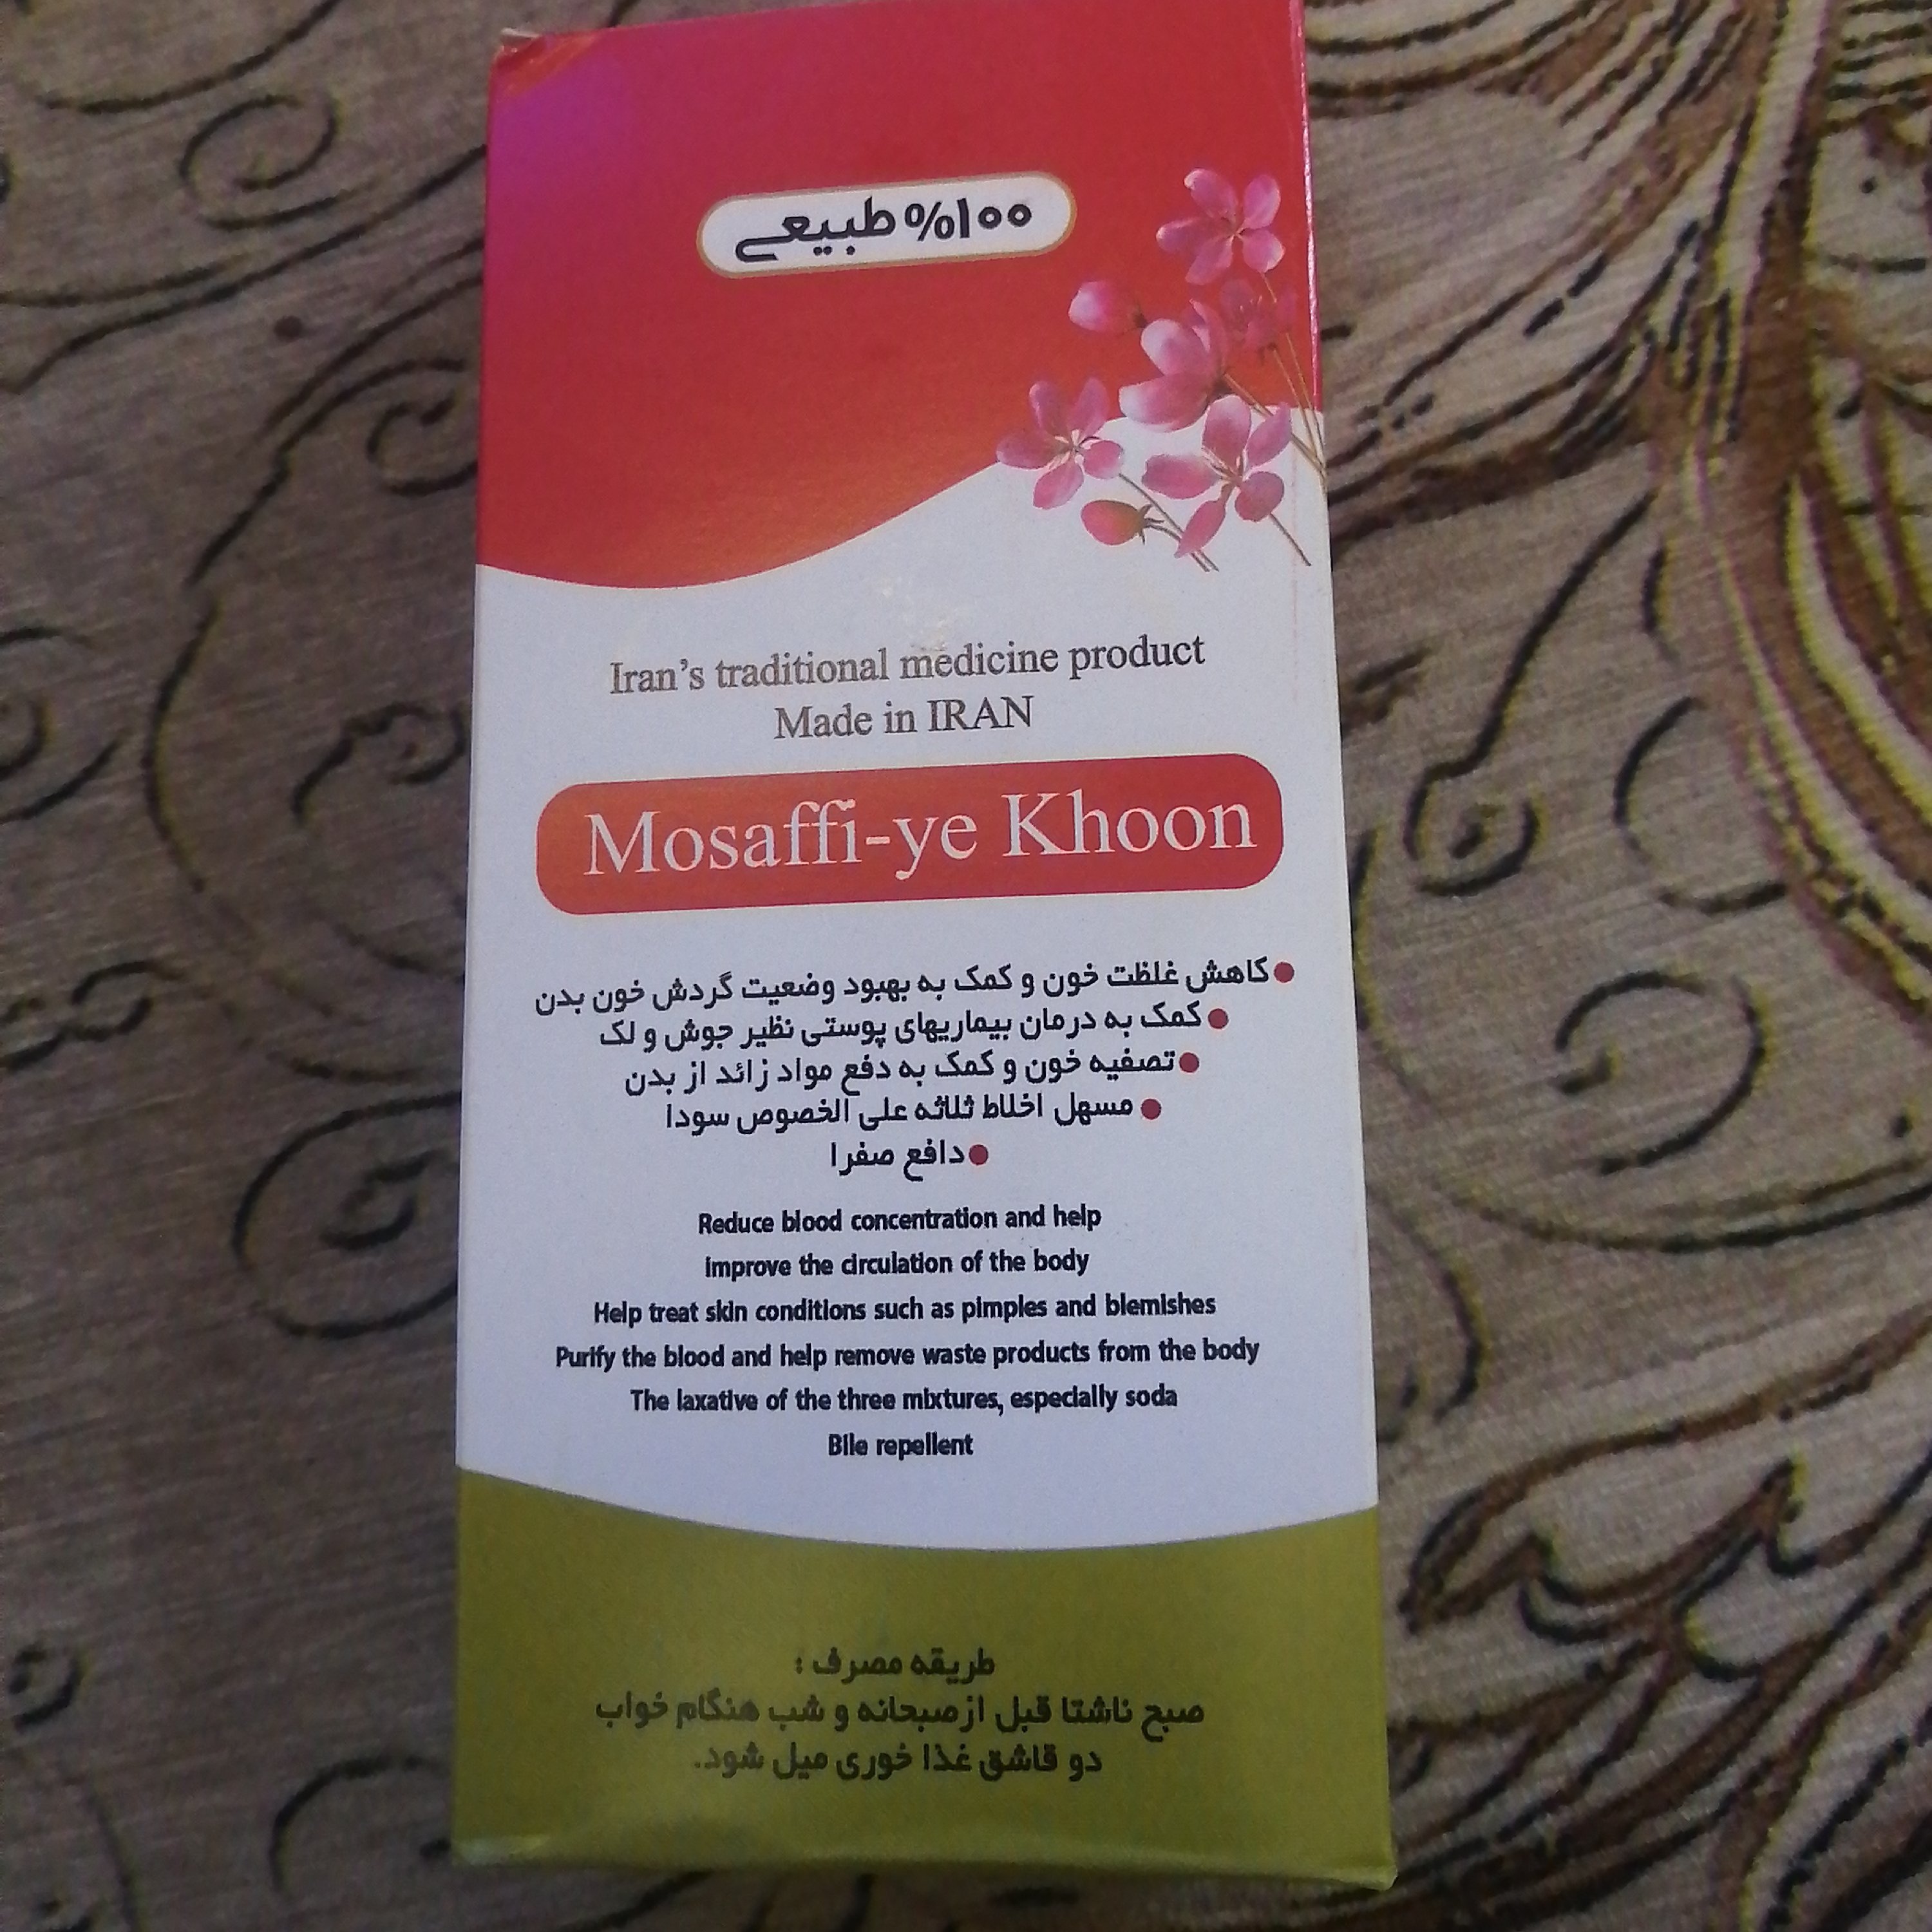 ۱۰۰% طبیعی
Iran's traditional medicine product
Made in IRAN
Mosaffi-ye Khoon
●کاهش غلظت خون و کمک به بهبود وضعیت گردش خون بدن
●کمک به درمان بیماریهای پوستی نظیر جوش و لک
●تصفیه خون و کمک به دفع مواد زائد از بدن
● مسهل اخلاط ثلاثه علی الخصوص سودا
●دافع صفرا
Reduce blood concentration and help
improve the circulation of the body
Help treat skin conditions such as pimples and blemishes
Purify the blood and help remove waste products from the body
The laxative of the three mixtures, especially soda
Bile repellent
طریقه مصرف :
صبح ناشتا قبل ازصبحانه و شب هنگام خواب
دو قاشق غذا خوری میل شود.